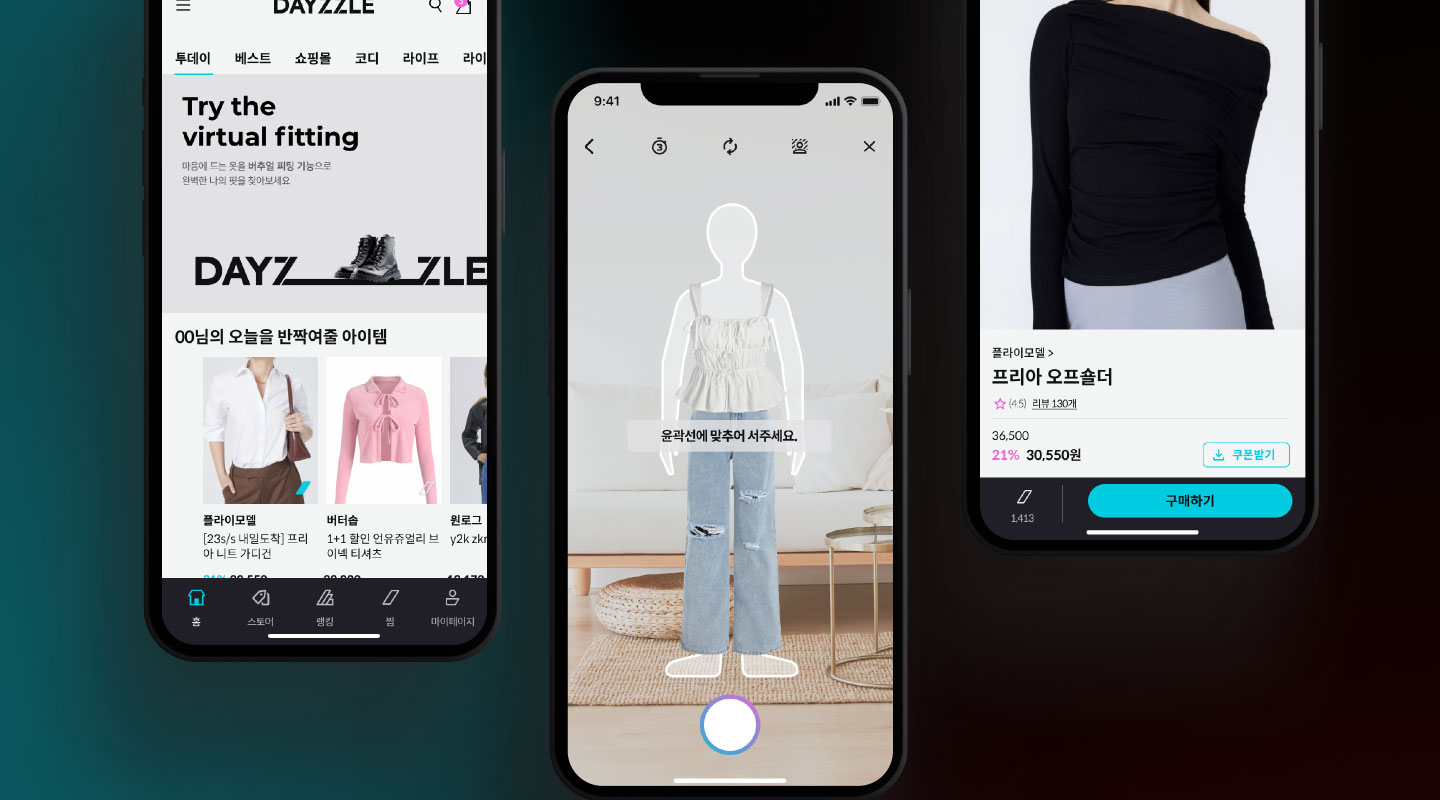 DAYZZLE
투데이 베스트 쇼핑몰 코디 라이프 라이
Try the
virtual fitting
마음에 드는 옷을 버추얼 피팅 기능으로
완벽한 나의 핏을 찾아보세요
DAYZ ZLE
00님의 오늘을 반짝여줄 아이템
플라이모델
[23s/s 내일도착] 프리
아 니트 가디건
버터숍
1+1 할인 언유쥬얼리 브
이넥 티셔츠
원로그
홈 스토어 랭킹 찜 마이페이지
9:41
3
윤곽선에 맞추어 서주세요.
플라이모델 >
프리아 오프숄더
(4.5) 리뷰 130개
36,500
21% 30,550원
쿠폰받기
1,413
구매하기